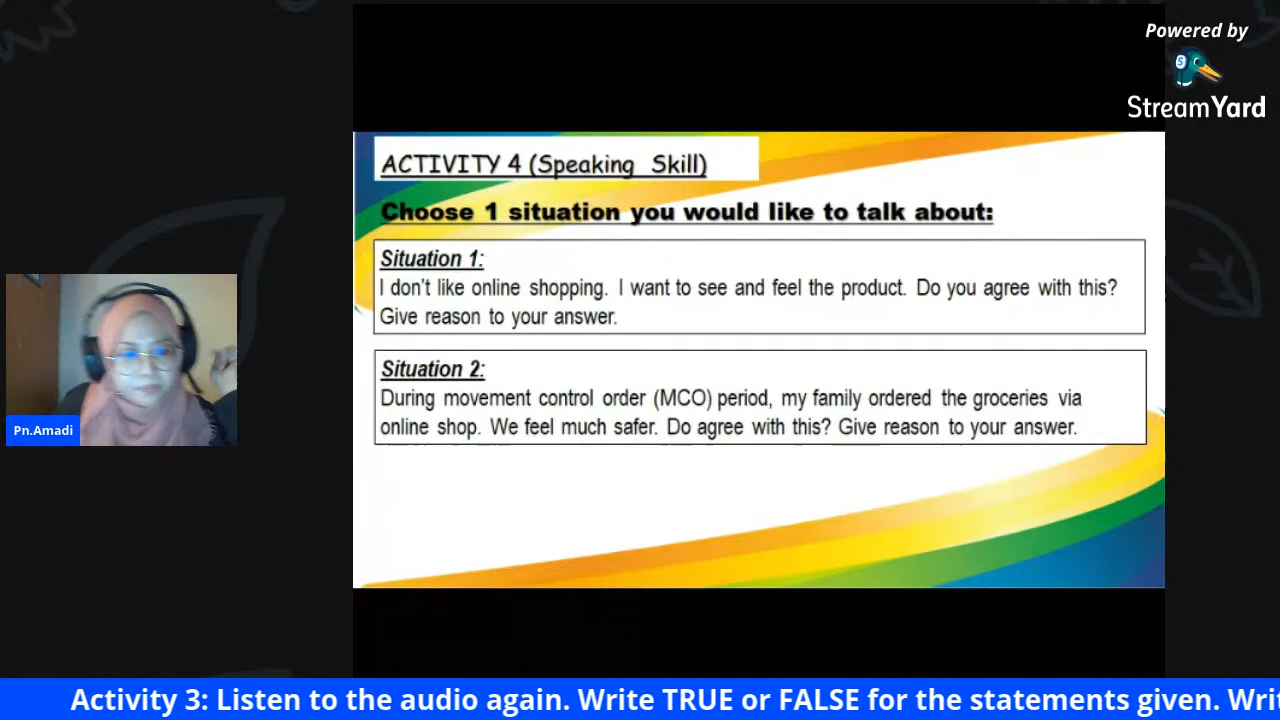 Powered by
StreamYard
ACTIVITY 4 (Speaking Skill)
Choose 1 situation you would like to talk about:
Situation 1:
I don't like online shopping. I want to see and feel the product. Do you agree with this?
Give reason to your answer.
Situation 2:
During movement control order (MCO) period, my family ordered the groceries via
online shop. We feel much safer. Do agree with this? Give reason to your answer.
Pn.Amadi
Activity 3: Listen to the audio again. Write TRUE or FALSE for the statements given. Wri